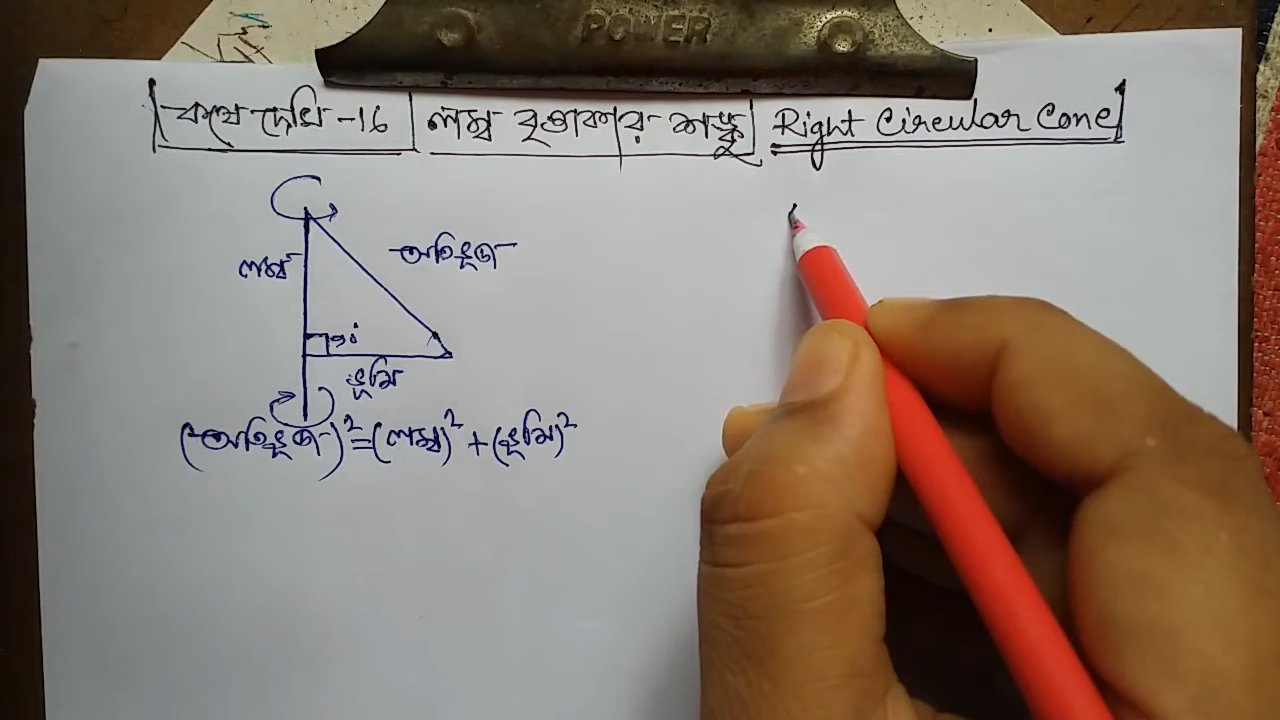 POWER
কষে দেখি -16 লম্ব বৃত্তাকার শঙ্কু Right Circular Cone
লম্ব
অতিভূজ
90°
ভূমি
(অতিভূজ)² = (লম্ব)² + (ভূমি)²